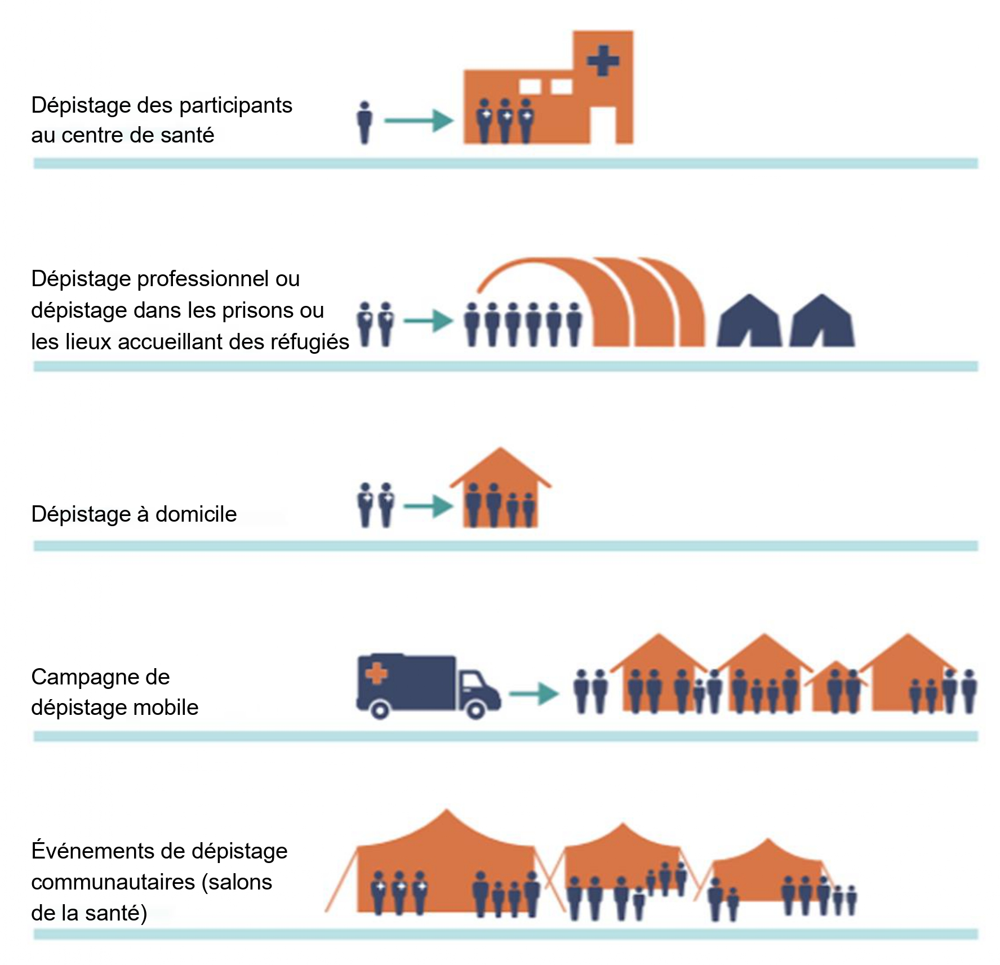 Dépistage des participants
au centre de santé
Dépistage professionnel ou
dépistage dans les prisons ou
les lieux accueillant des réfugiés
Dépistage à domicile
Campagne de
dépistage mobile
Événements de dépistage
communautaires (salons
de la santé)